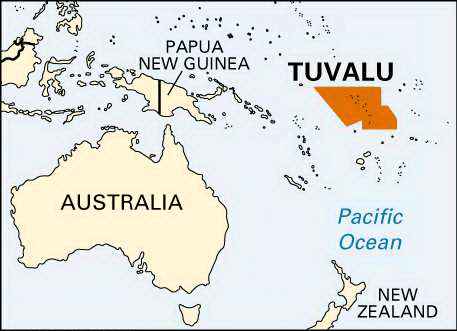 PAPUA
NEW GUINEA
TUVALU
AUSTRALIA
Pacific
Ocean
NEW
ZEALAND